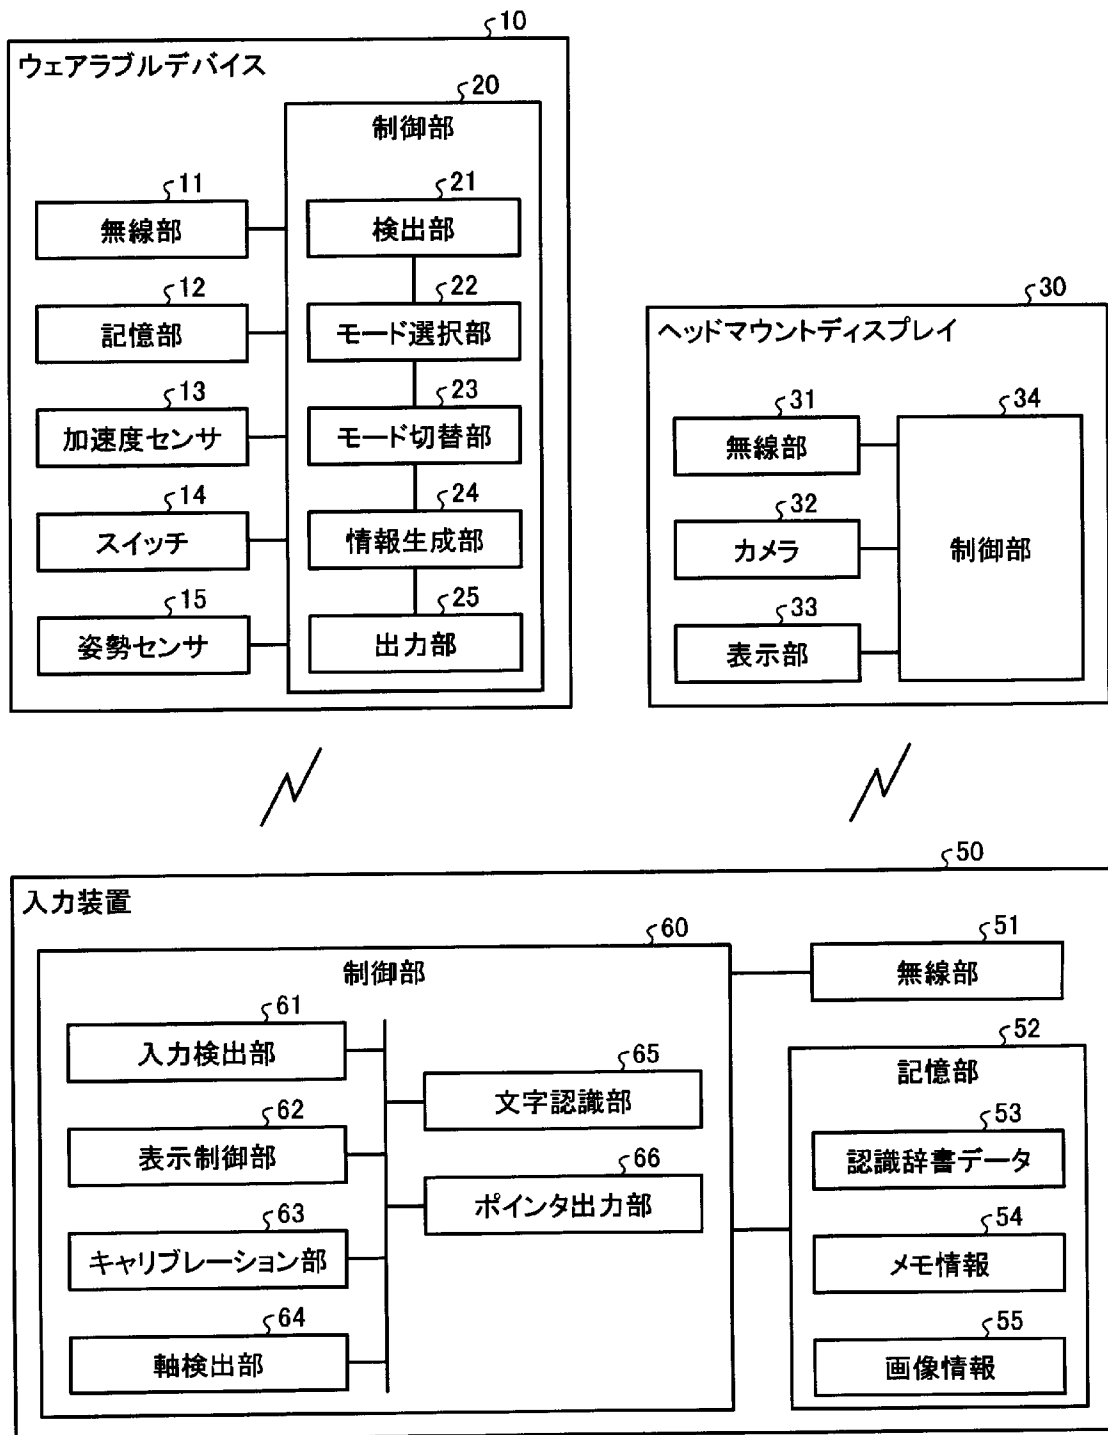 10
ウェアラブルデバイス
20
制御部
11
無線部
21
検出部
12
記憶部
22
モード選択部
13
加速度センサ
23
モード切替部
14
スイッチ
24
情報生成部
15
姿勢センサ
25
出力部
30
ヘッドマウントディスプレイ
31
無線部
34
制御部
32
カメラ
33
表示部
50
入力装置
60
制御部
61
入力検出部
62
表示制御部
63
キャリブレーション部
64
軸検出部
65
文字認識部
66
ポインタ出力部
51
無線部
52
記憶部
53
認識辞書データ
54
メモ情報
55
画像情報